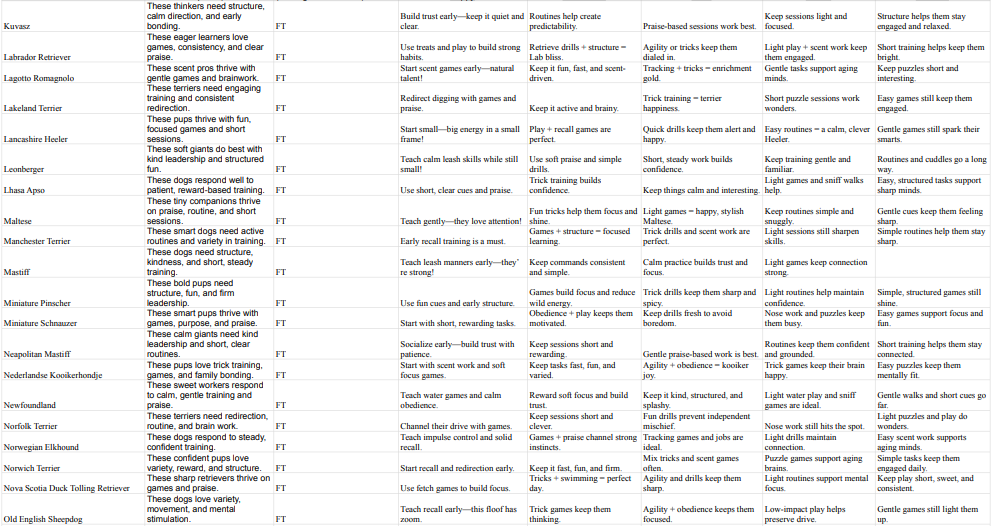 Kuvasz
These thinkers need structure,
calm direction, and early
bonding.
FT
Build trust early—keep it quiet and
clear.
Routines help create
predictability.
Praise-based sessions work best.
Keep sessions light and
focused.
Structure helps them stay
engaged and relaxed.
Labrador Retriever
These eager learners love
games, consistency, and clear
praise.
FT
Use treats and play to build strong
habits.
Retrieve drills + structure =
Lab bliss.
Agility or tricks keep them
dialed in.
Light play + scent work keep
them engaged.
Short training helps keep them
bright.
Lagotto Romagnolo
These scent pros thrive with
gentle games and brainwork.
FT
Start scent games early—natural
talent!
Keep it fun, fast, and scent-
driven.
Tracking + tricks = enrichment
gold.
Gentle tasks support aging
minds.
Keep puzzles short and
interesting.
Lakeland Terrier
These terriers need engaging
training and consistent
redirection.
FT
Redirect digging with games and
praise.
Keep it active and brainy.
Trick training = terrier
happiness.
Short puzzle sessions work
wonders.
Easy games still keep them
engaged.
Lancashire Heeler
These pups thrive with fun,
focused games and short
sessions.
FT
Start small—big energy in a small
frame!
Play + recall games are
perfect.
Quick drills keep them alert and
happy.
Easy routines = a calm, clever
Heeler.
Gentle games still spark their
smarts.
Leonberger
These soft giants do best with
kind leadership and structured
fun.
FT
Teach calm leash skills while still
small!
Use soft praise and simple
drills.
Short, steady work builds
confidence.
Keep training gentle and
familiar.
Routines and cuddles go a long
way.
Lhasa Apso
These dogs respond well to
patient, reward-based training.
FT
Use short, clear cues and praise.
Trick training builds
confidence.
Keep things calm and interesting.
Light games and sniff walks
help.
Easy, structured tasks support
sharp minds.
Maltese
These tiny companions thrive
on praise, routine, and short
sessions.
FT
Teach gently—they love attention!
Fun tricks help them focus and
shine.
Light games = happy, stylish
Maltese.
Keep routines simple and
snuggly.
Gentle cues keep them feeling
sharp.
Manchester Terrier
These smart dogs need active
routines and variety in training.
FT
Early recall training is a must.
Games + structure = focused
learning.
Trick drills and scent work are
perfect.
Light sessions still sharpen
skills.
Simple routines help them stay
sharp.
Mastiff
These dogs need structure,
kindness, and short, steady
training.
FT
Teach leash manners early—they'
re strong!
Keep commands consistent
and simple.
Calm practice builds trust and
focus.
Light games keep connection
strong.
Miniature Pinscher
These bold pups need
structure, fun, and firm
leadership.
FT
Use fun cues and early structure.
Games build focus and reduce
wild energy.
Trick drills keep them sharp and
spicy.
Light routines help maintain
confidence.
Simple, structured games still
shine.
Miniature Schnauzer
These smart pups thrive with
games, purpose, and praise.
FT
Start with short, rewarding tasks.
Obedience + play keeps them
motivated.
Keep drills fresh to avoid
boredom.
Nose work and puzzles keep
them busy.
Easy games support focus and
fun.
Neapolitan Mastiff
These calm giants need kind
leadership and short, clear
routines.
FT
Socialize early—build trust with
patience.
Keep sessions short and
rewarding.
Gentle praise-based work is best.
Routines keep them confident
and grounded.
Short training helps them stay
connected.
Nederlandse Kooikerhondje
These pups love trick training,
games, and family bonding.
FT
Start with scent work and soft
focus games.
Keep tasks fast, fun, and
varied.
Agility + obedience = kooiker
joy.
Trick games keep their brain
happy.
Easy puzzles keep them
mentally fit.
Newfoundland
These sweet workers respond
to calm, gentle training and
praise.
FT
Teach water games and calm
obedience.
Reward soft focus and build
trust.
Keep it kind, structured, and
splashy.
Light water play and sniff
games are ideal.
Gentle walks and short cues go
far.
Norfolk Terrier
These terriers need redirection,
routine, and brain work.
FT
Channel their drive with games.
Keep sessions short and
clever.
Fun drills prevent independent
mischief.
Nose work still hits the spot.
Light puzzles and play do
wonders.
Norwegian Elkhound
These dogs respond to steady,
confident training.
FT
Teach impulse control and solid
recall.
Games + praise channel strong
instincts.
Tracking games and jobs are
ideal.
Light drills maintain
connection.
Easy scent work supports
aging minds.
Norwich Terrier
These confident pups love
variety, reward, and structure.
FT
Start recall and redirection early.
Keep it fast, fun, and firm.
Mix tricks and scent games
often.
Puzzle games support aging
brains.
Simple tasks keep them
engaged daily.
Nova Scotia Duck Tolling Retriever
These sharp retrievers thrive on
games and praise.
FT
Use fetch games to build focus.
Tricks + swimming = perfect
day.
Agility and drills keep them
sharp.
Light routines support mental
focus.
Keep play short, sweet, and
consistent.
Old English Sheepdog
These dogs love variety,
movement, and mental
stimulation.
FT
Teach recall early—this floof has
zoom.
Trick games keep them
thinking.
Agility + obedience keeps them
focused.
Low-impact play helps
preserve drive.
Gentle games still light them
up.